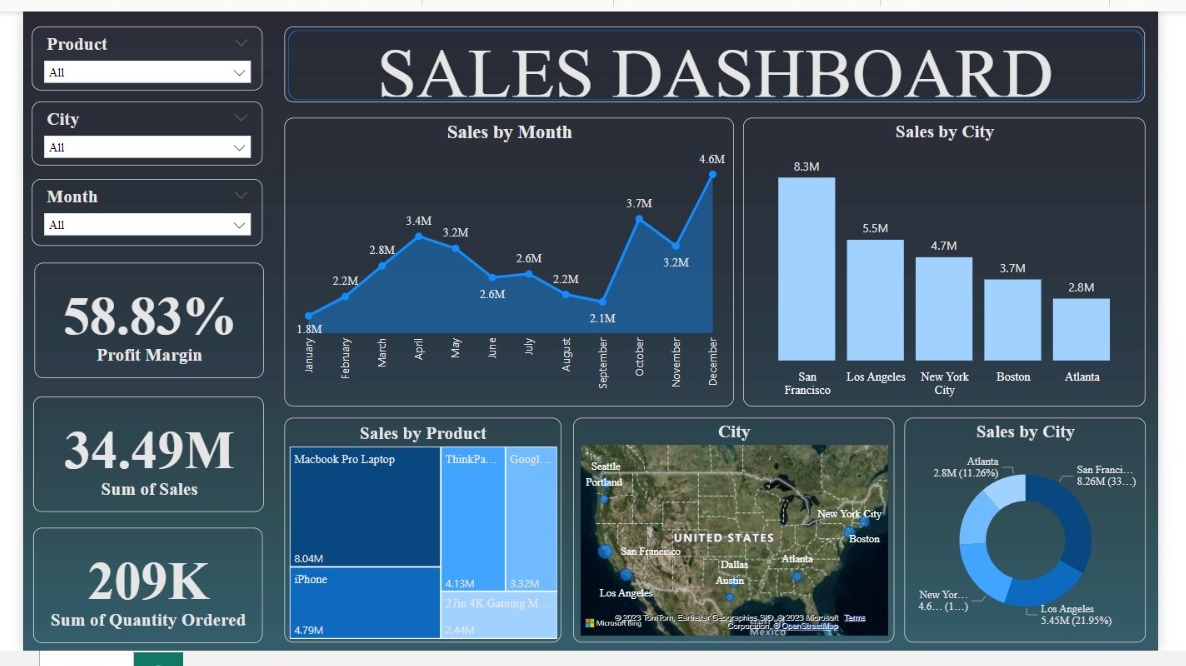 Product
All
City
All
Month
All
58.83%
Profit Margin
34.49M
Sum of Sales
209K
Sum of Quantity Ordered
SALES DASHBOARD
Sales by Month
4.6M
3.7M
3.4M
3.2M
3.2M
2.8M
2.6M
2.6M
2.2M
2.2M
2.1M
1.8M
January
February
March
April
May
June
July
August
September
October
November
December
Sales by City
8.3M
5.5M
4.7M
3.7M
2.8M
San
Francisco
Los Angeles
New York
City
Boston
Atlanta
Sales by Product
Macbook Pro Laptop
8.04M
iPhone
4.79M
ThinkPa...
4.13M
Googl...
3.32M
27in 4K Gaming M...
2.44M
City
Seattle
Portland
New York City
UNITED STATES
Boston
San Francisco
Atlanta
Dallas
Austin
Los Angeles
© 2023 TomTom, Earthstar Geographics SIO, © 2023 Microsoft Terms
Microsoft Bing
Corporation, © OpenStreetMap
Mexico
Sales by City
Atlanta
2.8M (11.26%)
San Franci...
8.26M (33...)
New Yor...
4.6... (1...)
Los Angeles
5.45M (21.95%)